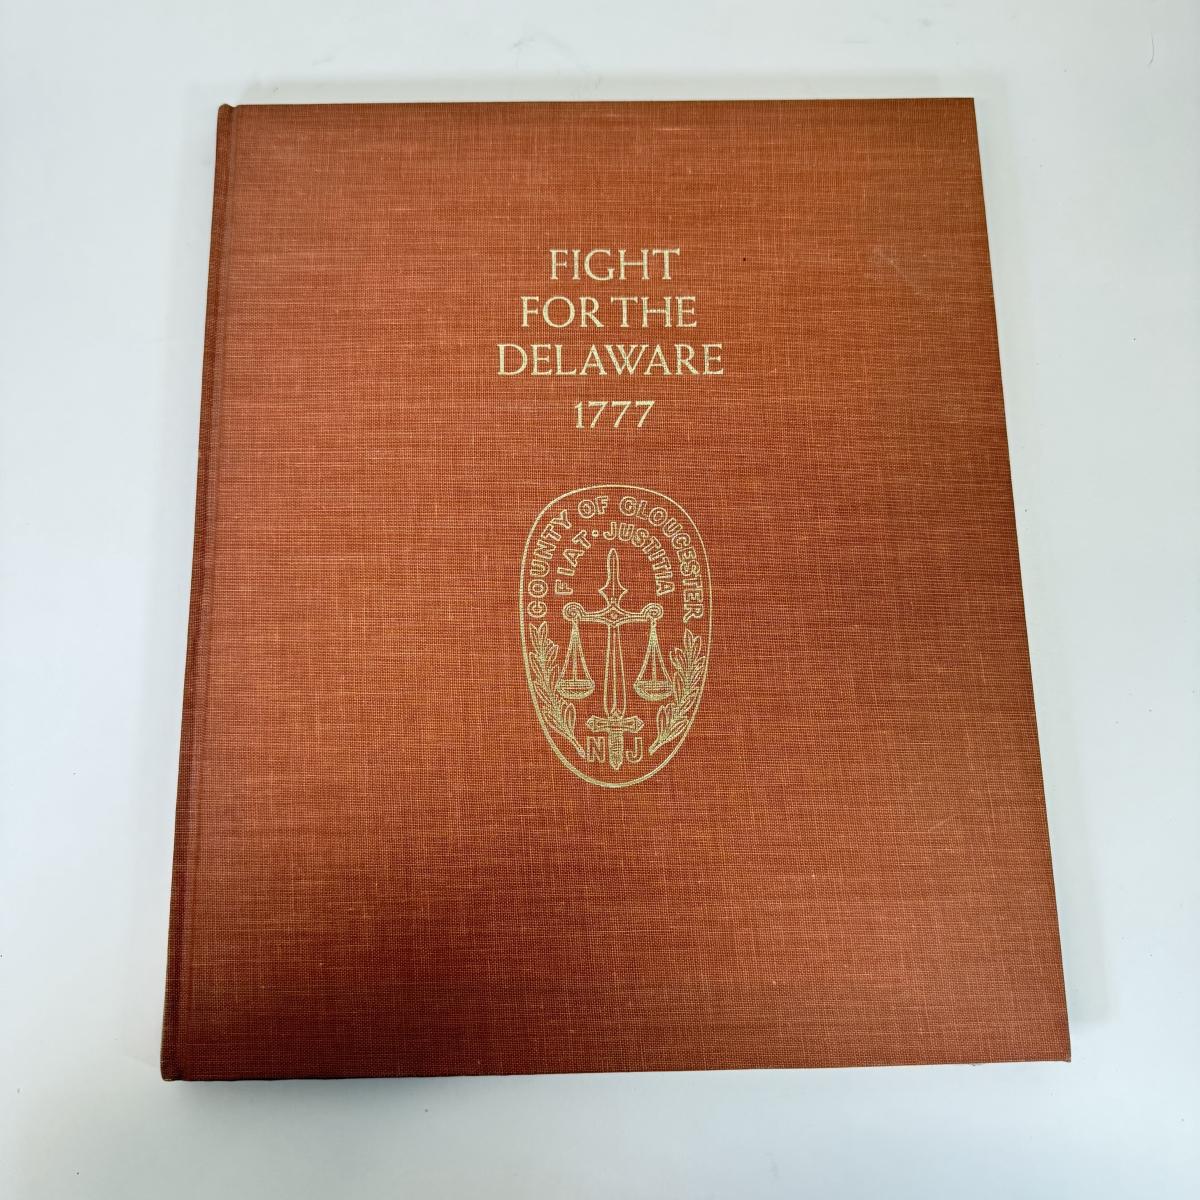 FIGHT
FOR THE
DELAWARE
1777
COUNTY OF GLOUCESTER
FIAT · JUSTITIA
N J